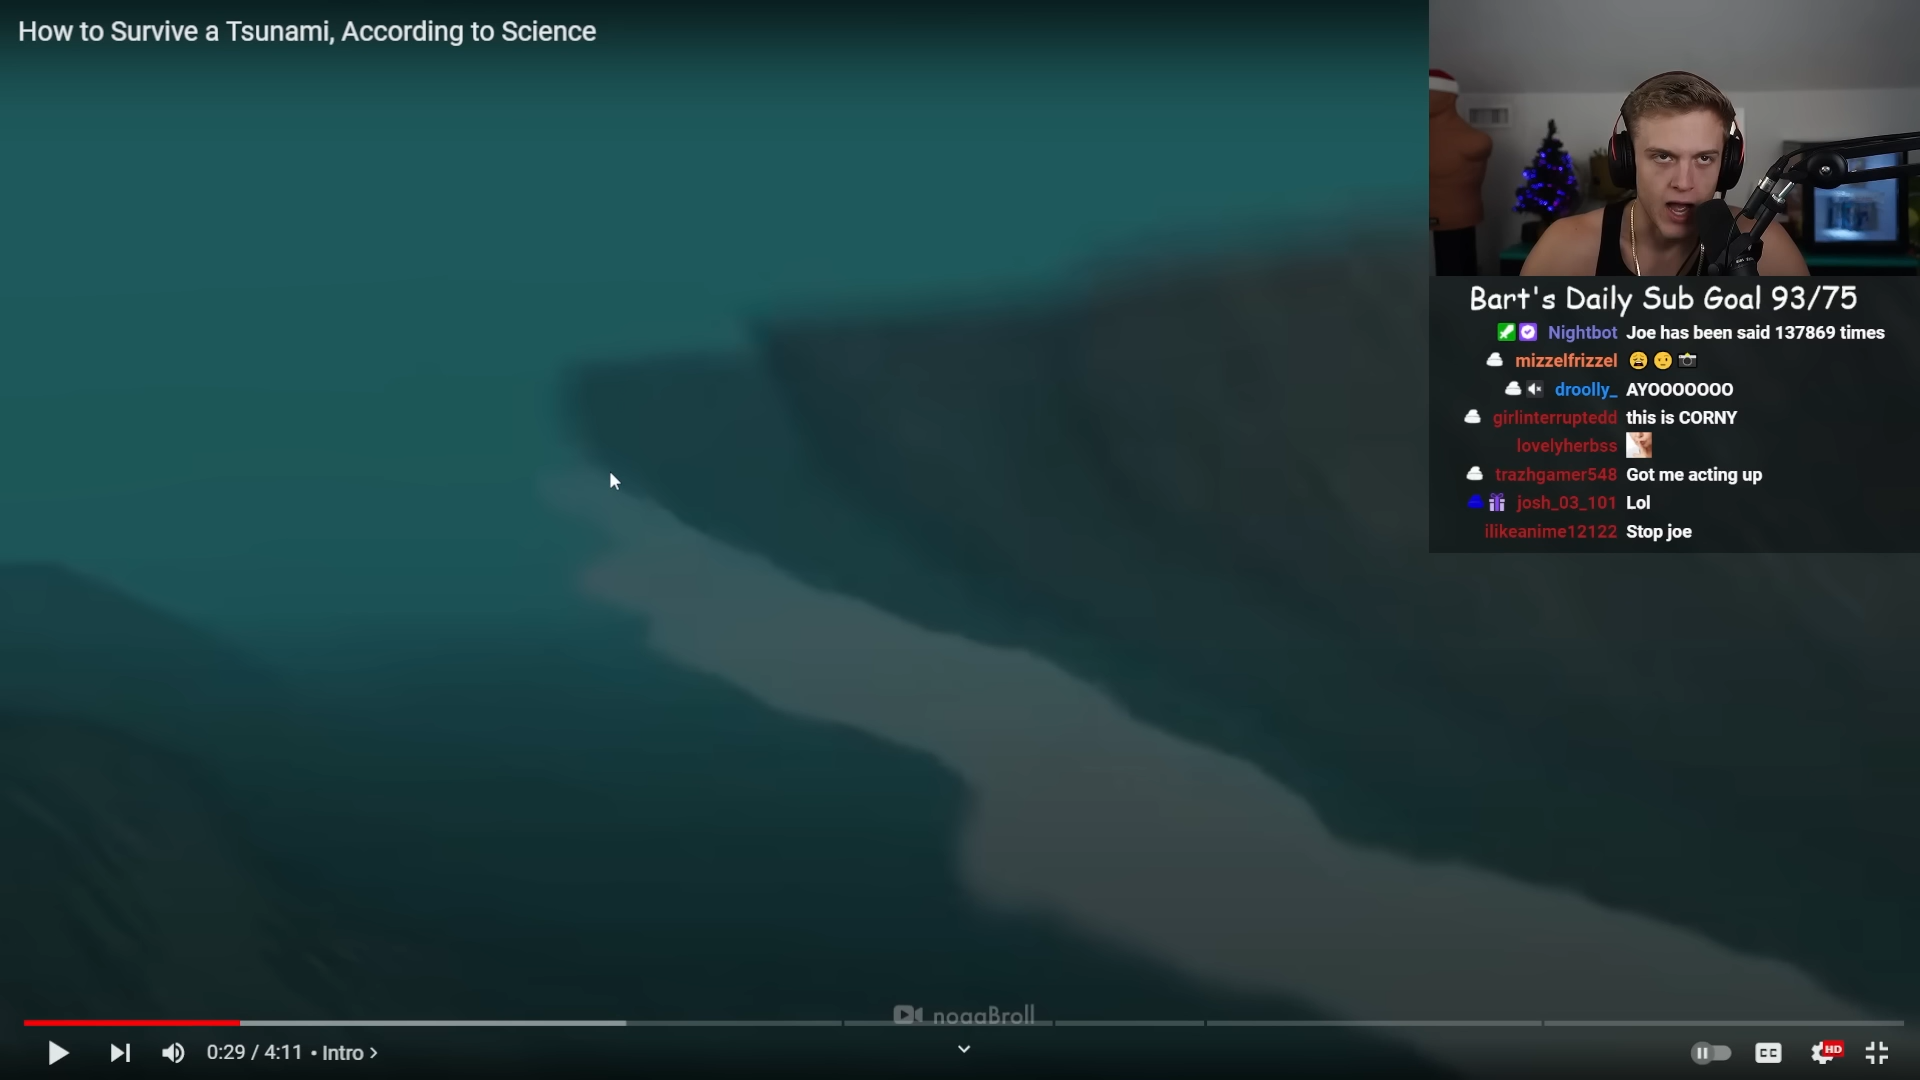 How to Survive a Tsunami, According to Science
Bart's Daily Sub Goal 93/75
Nightbot Joe has been said 137869 times
mizzelfrizzel
droolly_ AYOOOOOOO
girlinterruptedd this is CORNY
lovelyherbss
trazhgamer548 Got me acting up
josh_03_101 Lol
ilikeanime12122 Stop joe
noaaBroll
0:29 / 4:11 • Intro >
CC
HD